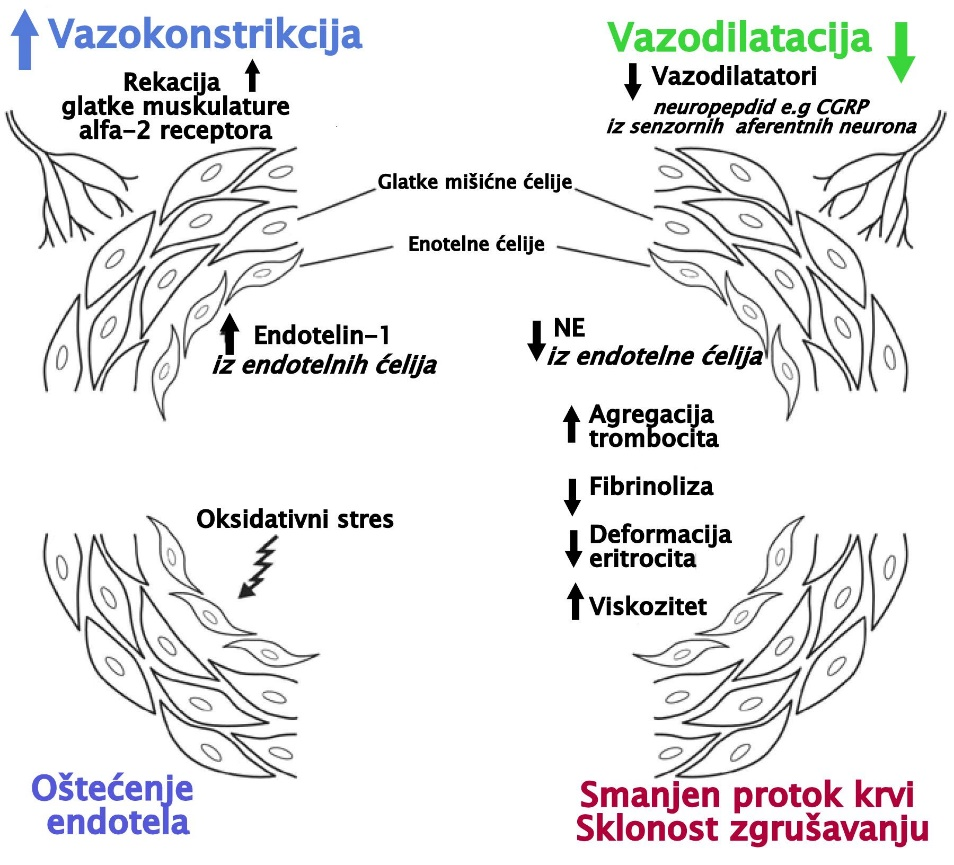 Vazokonstrikcija
Rekacija
glatke muskulature
alfa-2 receptora
Vazodilatacija
Vazodilatatori
neuropepdid e.g CGRP
iz senzornih aferentnih neurona
Glatke mišićne ćelije
Enotelne ćelije
Endotelin-1
iz endotelnih ćelija
NE
iz endotelne ćelija
Agregacija
trombocita
Fibrinoliza
Deformacija
eritrocita
Viskozitet
Oksidativni stres
Oštećenje
endotela
Smanjen protok krvi
Sklonost zgrušavanju